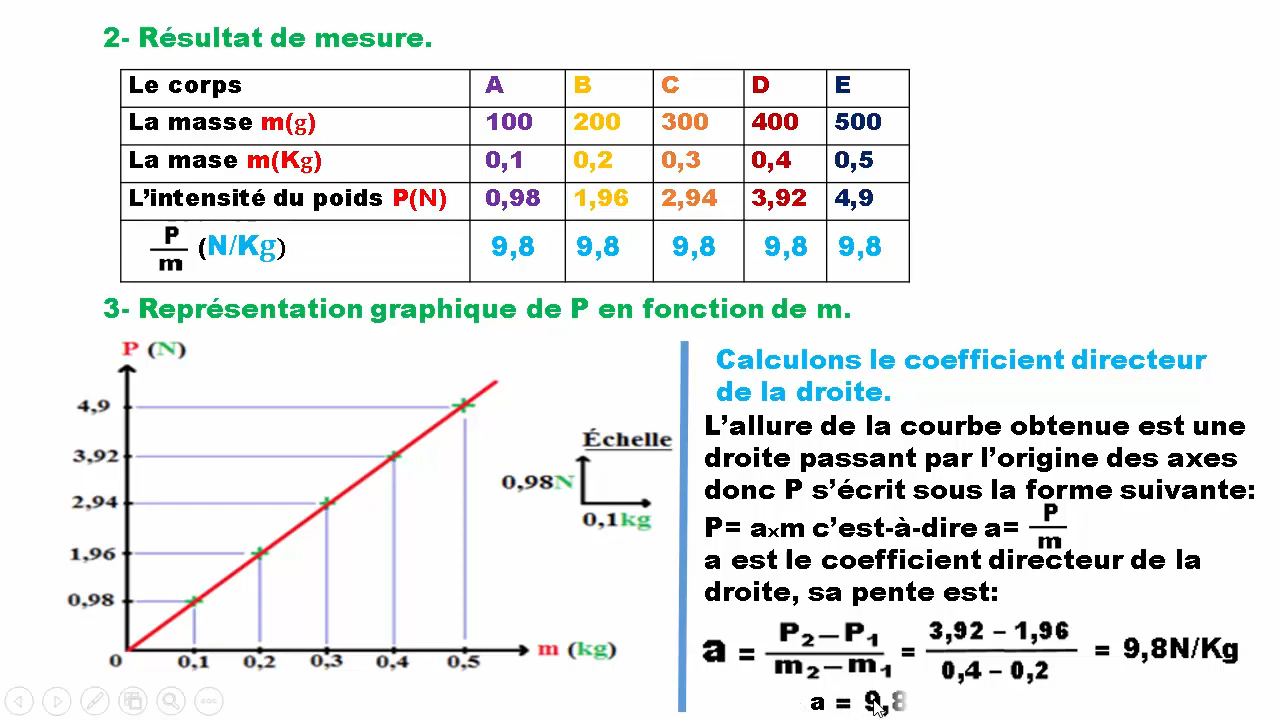 2- Résultat de mesure.
Le corps A B C D E
La masse m(g) 100 200 300 400 500
La mase m(Kg) 0,1 0,2 0,3 0,4 0,5
L’intensité du poids P(N) 0,98 1,96 2,94 3,92 4,9
P/m (N/Kg) 9,8 9,8 9,8 9,8 9,8
3- Représentation graphique de P en fonction de m.
P (N)
4,9
3,92
2,94
1,96
0,98
0 0,1 0,2 0,3 0,4 0,5
m (kg)
Échelle
0,98N
0,1kg
Calculons le coefficient directeur
de la droite.
L’allure de la courbe obtenue est une
droite passant par l’origine des axes
donc P s’écrit sous la forme suivante:
P= axm c’est-à-dire a= P/m
a est le coefficient directeur de la
droite, sa pente est:
a = P₂–P₁ / m₂–m₁ = 3,92 – 1,96 / 0,4 – 0,2 = 9,8N/Kg
a = 9,8